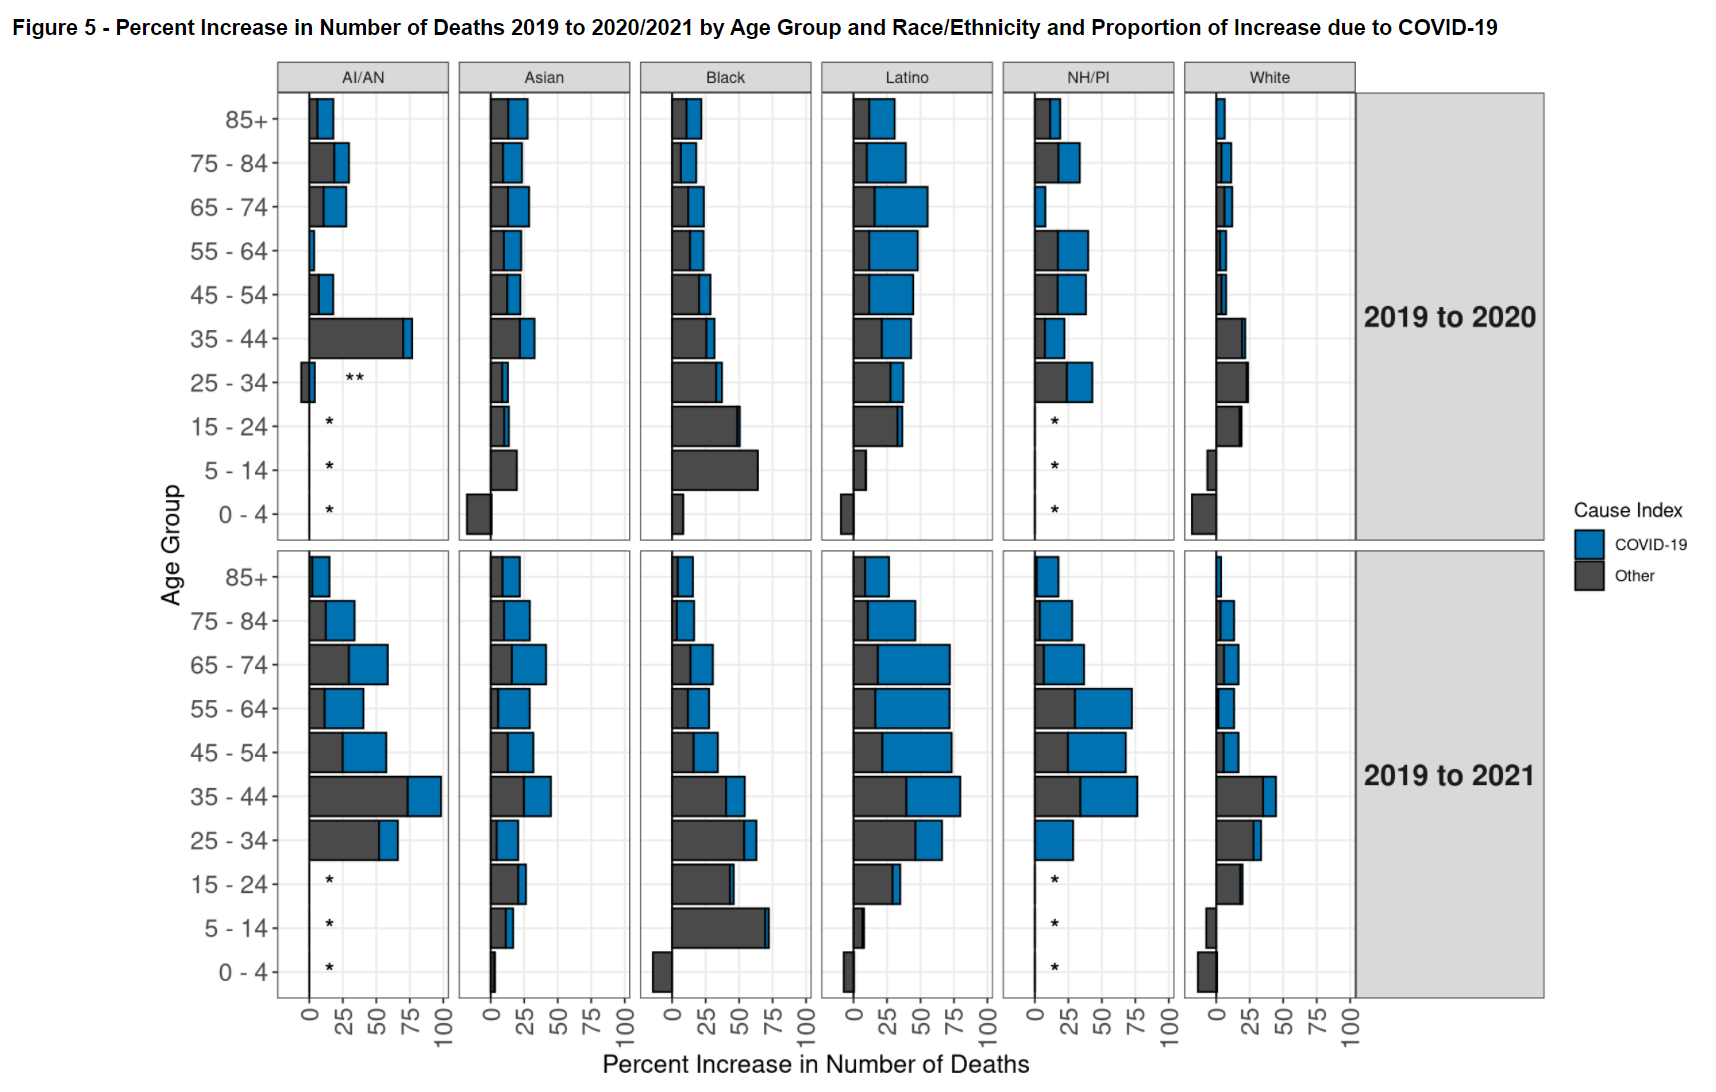 Figure 5 - Percent Increase in Number of Deaths 2019 to 2020/2021 by Age Group and Race/Ethnicity and Proportion of Increase due to COVID-19
AI/AN Asian Black Latino NH/PI White
85+
75 - 84
65 - 74
55 - 64
45 - 54
35 - 44
25 - 34 **
15 - 24 * *
5 - 14 * *
0 - 4 * *
2019 to 2020
85+
75 - 84
65 - 74
55 - 64
45 - 54
35 - 44
25 - 34
15 - 24 * *
5 - 14 * *
0 - 4 * *
2019 to 2021
Age Group
0 25 50 75 100 0 25 50 75 100 0 25 50 75 100 0 25 50 75 100 0 25 50 75 100 0 25 50 75 100
Percent Increase in Number of Deaths
Cause Index
COVID-19
Other